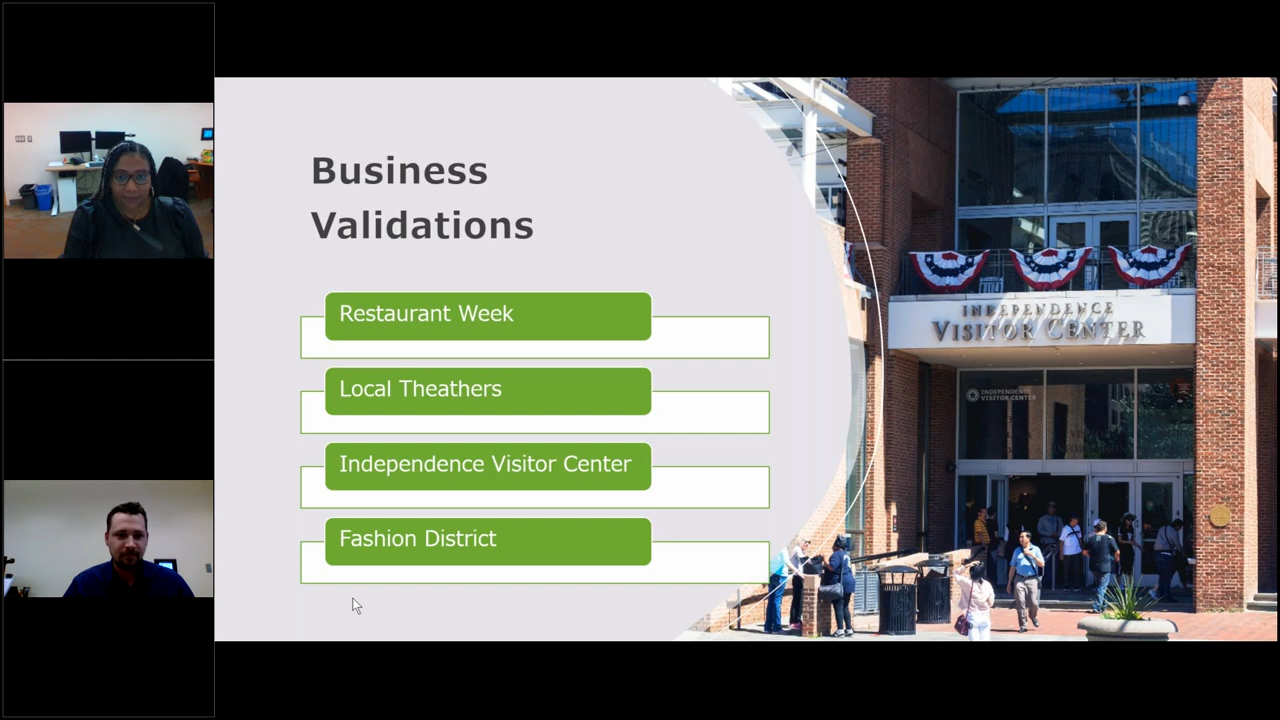 Business
Validations
Restaurant Week
Local Theathers
Independence Visitor Center
Fashion District
INDEPENDENCE
VISITOR CENTER
INDEPENDENCE
VISITOR CENTER